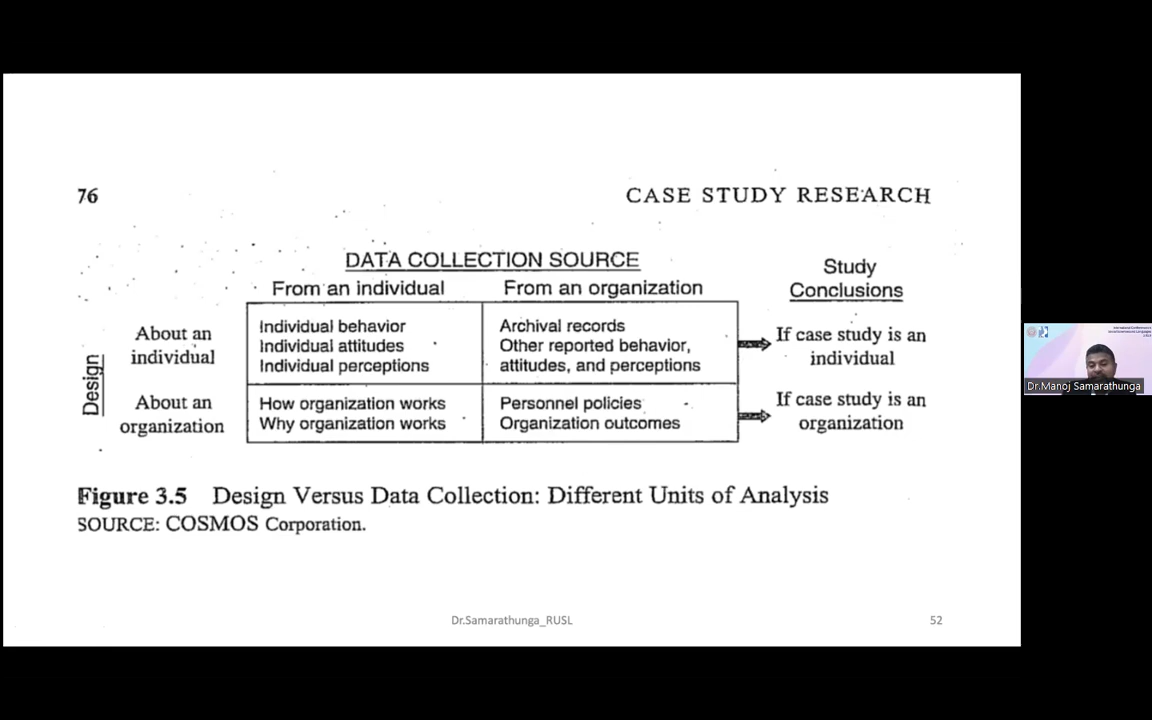 76
CASE STUDY RESEARCH
DATA COLLECTION SOURCE
From an individual
From an organization
Study
Conclusions
Design
About an
individual
Individual behavior
Individual attitudes
Individual perceptions
Archival records
Other reported behavior,
attitudes, and perceptions
If case study is an
individual
About an
organization
How organization works
Why organization works
Personnel policies
Organization outcomes
If case study is an
organization
Figure 3.5 Design Versus Data Collection: Different Units of Analysis
SOURCE: COSMOS Corporation.
Dr.Samarathunga_RUSL
52
Dr.Manoj Samarathunga